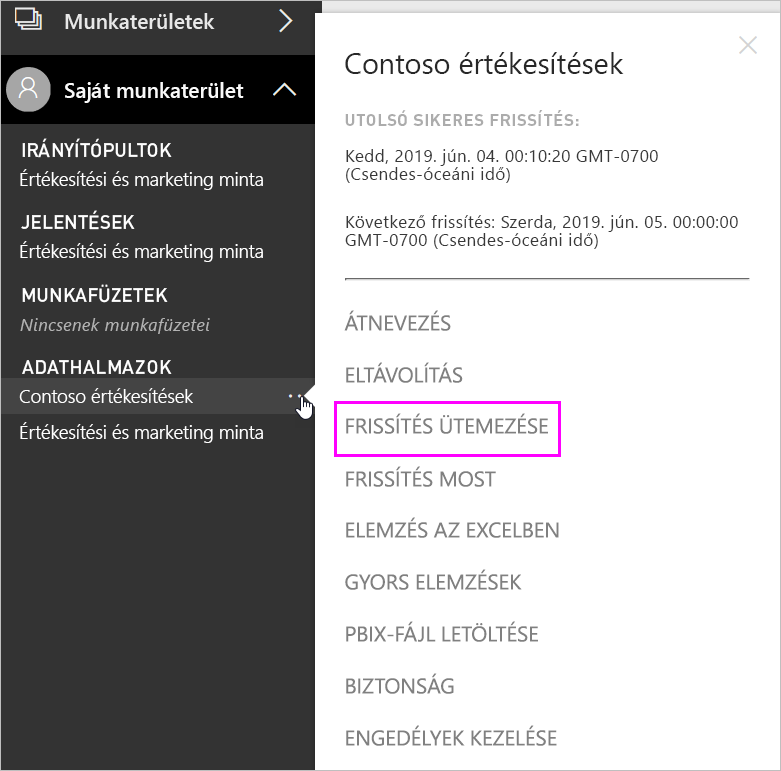 Munkaterületek
Saját munkaterület
IRÁNYÍTÓPULTOK
Értékesítési és marketing minta
JELENTÉSEK
Értékesítési és marketing minta
MUNKAFÜZETEK
Nincsenek munkafüzetei
ADATHALMAZOK
Contoso értékesítések
Értékesítési és marketing minta
Contoso értékesítések
UTOLSÓ SIKERES FRISSÍTÉS:
Kedd, 2019. jún. 04. 00:10:20 GMT-0700
(Csendes-óceáni idő)
Következő frissítés: Szerda, 2019. jún. 05. 00:00:00
GMT-0700 (Csendes-óceáni idő)
ÁTNEVEZÉS
ELTÁVOLÍTÁS
FRISSÍTÉS ÜTEMEZÉSE
FRISSÍTÉS MOST
ELEMZÉS AZ EXCELBEN
GYORS ELEMZÉSEK
PBIX-FÁJL LETÖLTÉSE
BIZTONSÁG
ENGEDÉLYEK KEZELÉSE